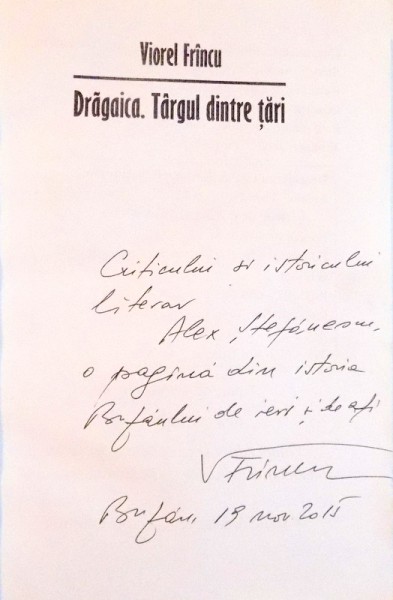 Viorel Frîncu
Drăgaica. Târgul dintre țări
Criticului și istoricului
literar
Alex Ștefănescu,
o pagină din istoria
Buzăului de ieri și de azi
VFrîncu
Buzău, 19 nov 2015